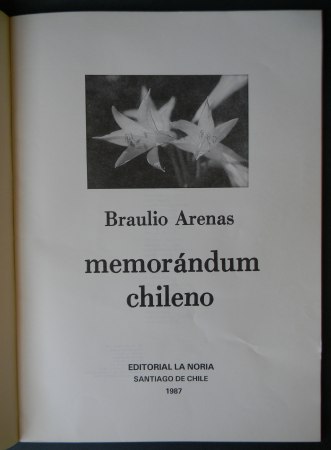 Braulio Arenas
memorándum
chileno
EDITORIAL LA NORIA
SANTIAGO DE CHILE
1987